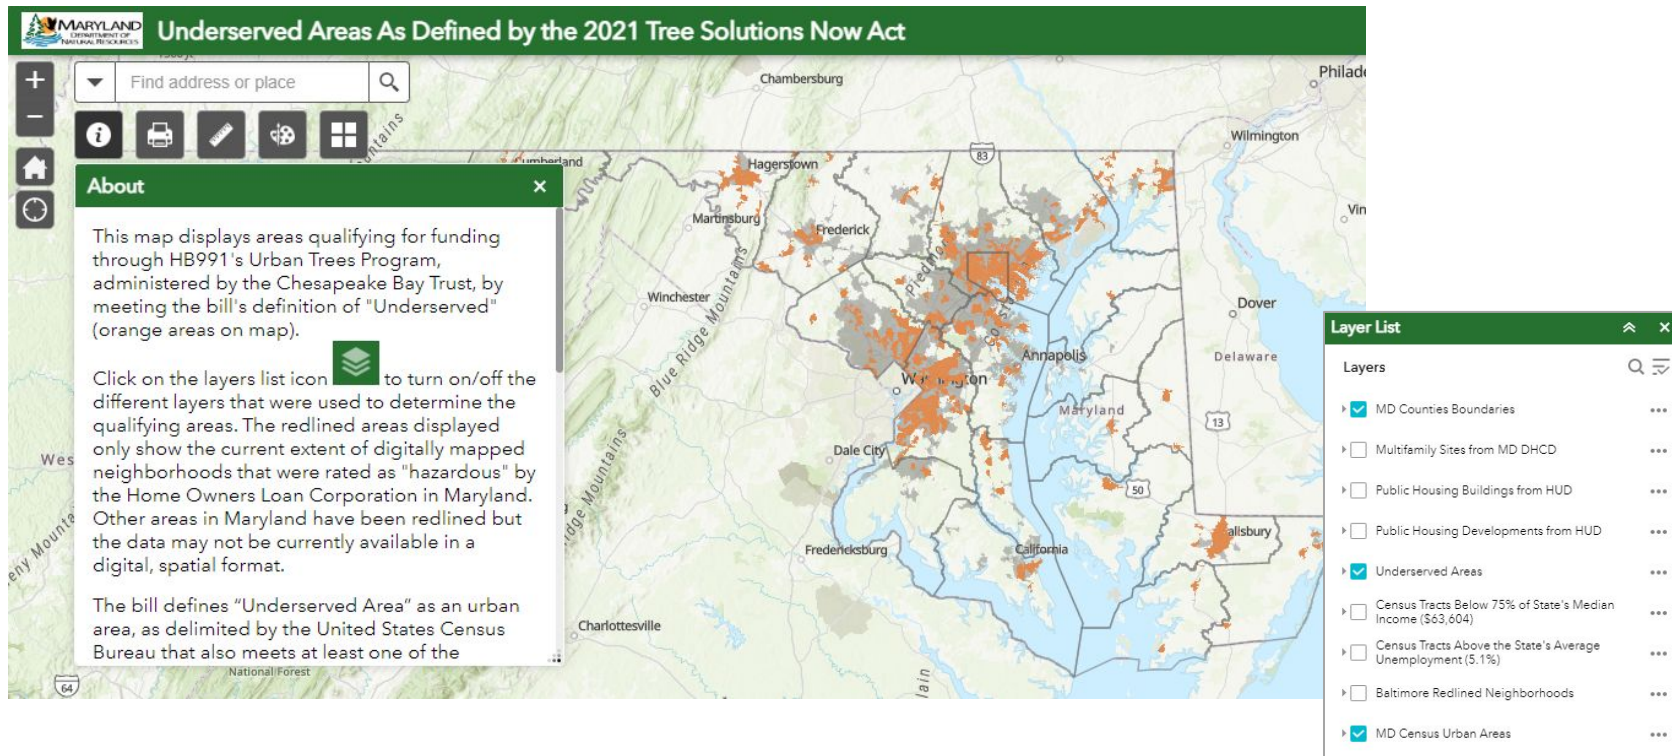 MARYLAND
DEPARTMENT OF
NATURAL RESOURCES
Underserved Areas As Defined by the 2021 Tree Solutions Now Act
Find address or place
About
This map displays areas qualifying for funding
through HB991's Urban Trees Program,
administered by the Chesapeake Bay Trust, by
meeting the bill's definition of "Underserved"
(orange areas on map).
Click on the layers list icon to turn on/off the
different layers that were used to determine the
qualifying areas. The redlined areas displayed
only show the current extent of digitally mapped
neighborhoods that were rated as "hazardous" by
the Home Owners Loan Corporation in Maryland.
Other areas in Maryland have been redlined but
the data may not be currently available in a
digital, spatial format.
The bill defines “Underserved Area” as an urban
area, as delimited by the United States Census
Bureau that also meets at least one of the
Chambersburg
Philade
Wilmington
83
Cumberland
Hagerstown
Martinsburg
Frederick
Vin
Winchester
Blue Ridge Mountains
Dover
Annapolis
Delaware
Washington
Maryland
13
Dale City
50
Wes
Fredericksburg
California
alisbury
Charlottesville
National Forest
64
lain
Layer List
Layers
MD Counties Boundaries
Multifamily Sites from MD DHCD
Public Housing Buildings from HUD
Public Housing Developments from HUD
Underserved Areas
Census Tracts Below 75% of State's Median
Income ($63,604)
Census Tracts Above the State's Average
Unemployment (5.1%)
Baltimore Redlined Neighborhoods
MD Census Urban Areas